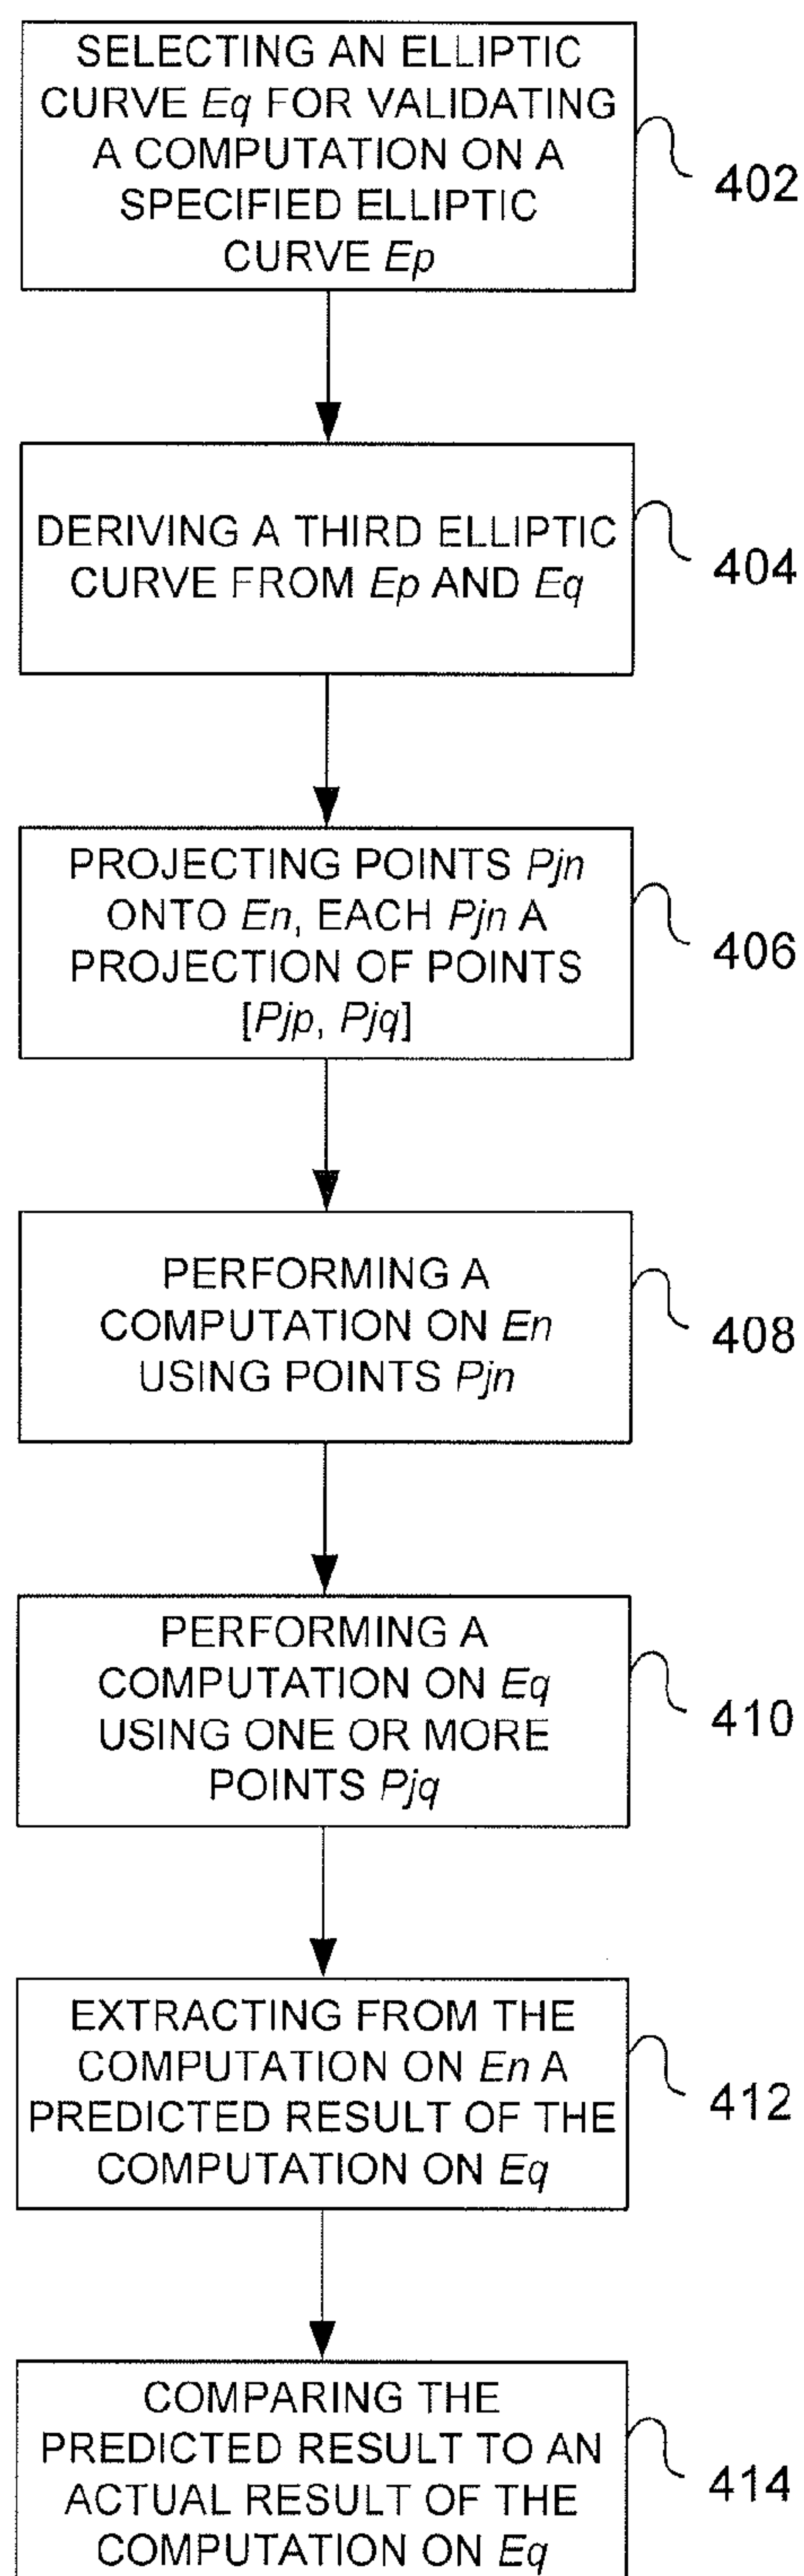 SELECTING AN ELLIPTIC
CURVE Eq FOR VALIDATING
A COMPUTATION ON A
SPECIFIED ELLIPTIC
CURVE Ep
402
DERIVING A THIRD ELLIPTIC
CURVE FROM Ep AND Eq
404
PROJECTING POINTS Pjn
ONTO En, EACH Pjn A
PROJECTION OF POINTS
[Pjp, Pjq]
406
PERFORMING A
COMPUTATION ON En
USING POINTS Pjn
408
PERFORMING A
COMPUTATION ON Eq
USING ONE OR MORE
POINTS Pjq
410
EXTRACTING FROM THE
COMPUTATION ON En A
PREDICTED RESULT OF THE
COMPUTATION ON Eq
412
COMPARING THE
PREDICTED RESULT TO AN
ACTUAL RESULT OF THE
COMPUTATION ON Eq
414